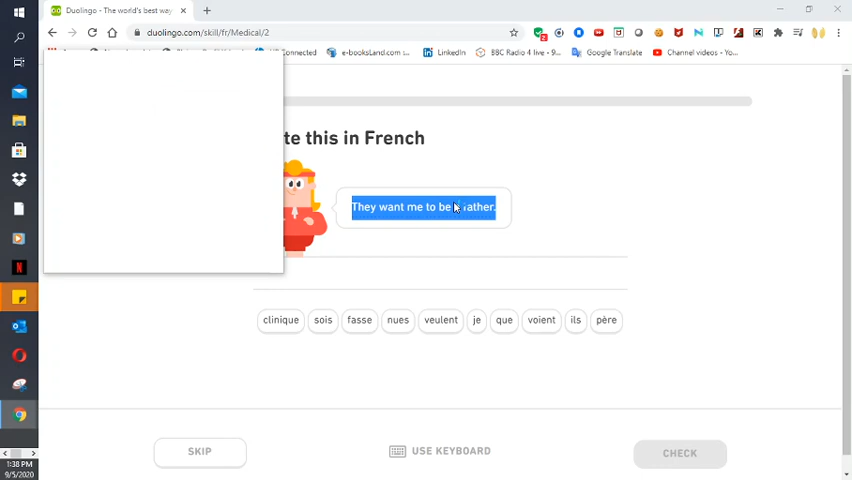 Duolingo - The world's best way
duolingo.com/skill/fr/Medical/2
Connected
e-booksLand.com :...
LinkedIn
BBC Radio 4 live - 9...
Google Translate
Channel videos - Yo...
te this in French
They want me to be father.
clinique sois fasse nues veulent je que voient ils père
SKIP
USE KEYBOARD
CHECK
1:38 PM
9/5/2020